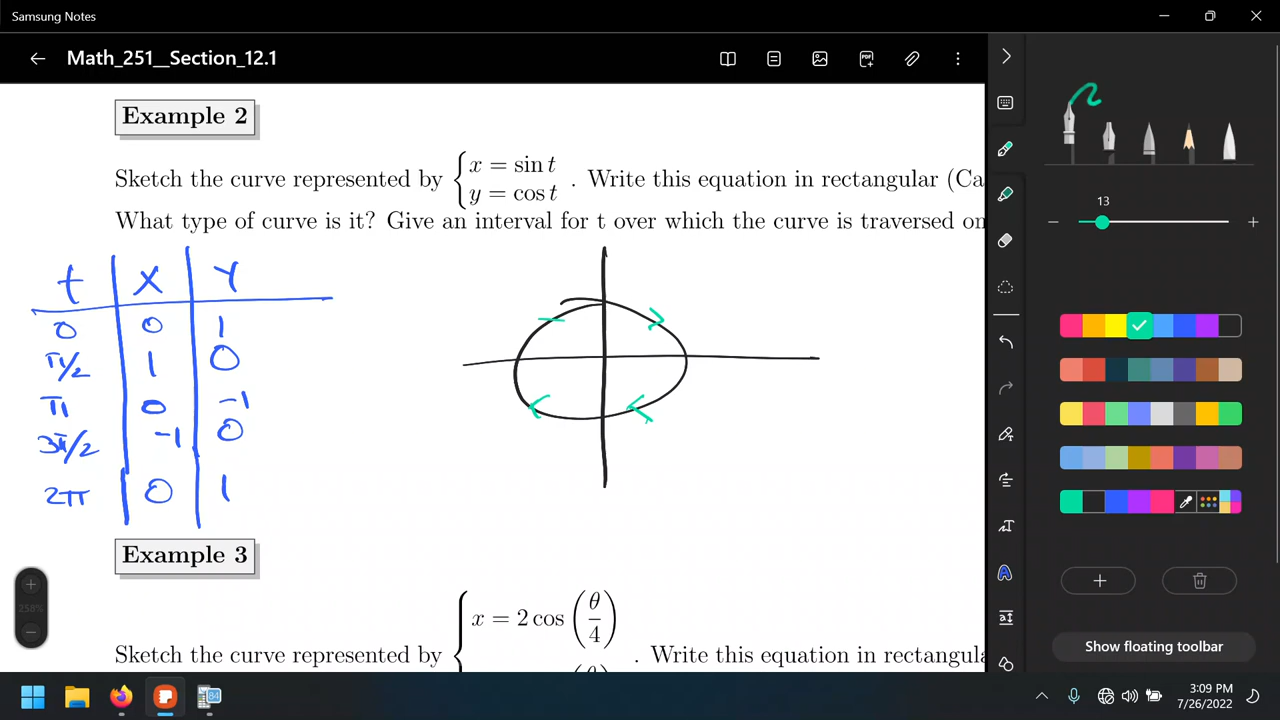 Samsung Notes
Math_251__Section_12.1
Example 2
Sketch the curve represented by { x = sin t y = cos t . Write this equation in rectangular (Ca
What type of curve is it? Give an interval for t over which the curve is traversed on
t X Y
0 0 1
π/2 1 0
π 0 -1
3π/2 -1 0
2π 0 1
Example 3
x = 2 cos (θ/4)
Sketch the curve represented by { . Write this equation in rectangula
13
258%
Show floating toolbar
84
3:09 PM
7/26/2022